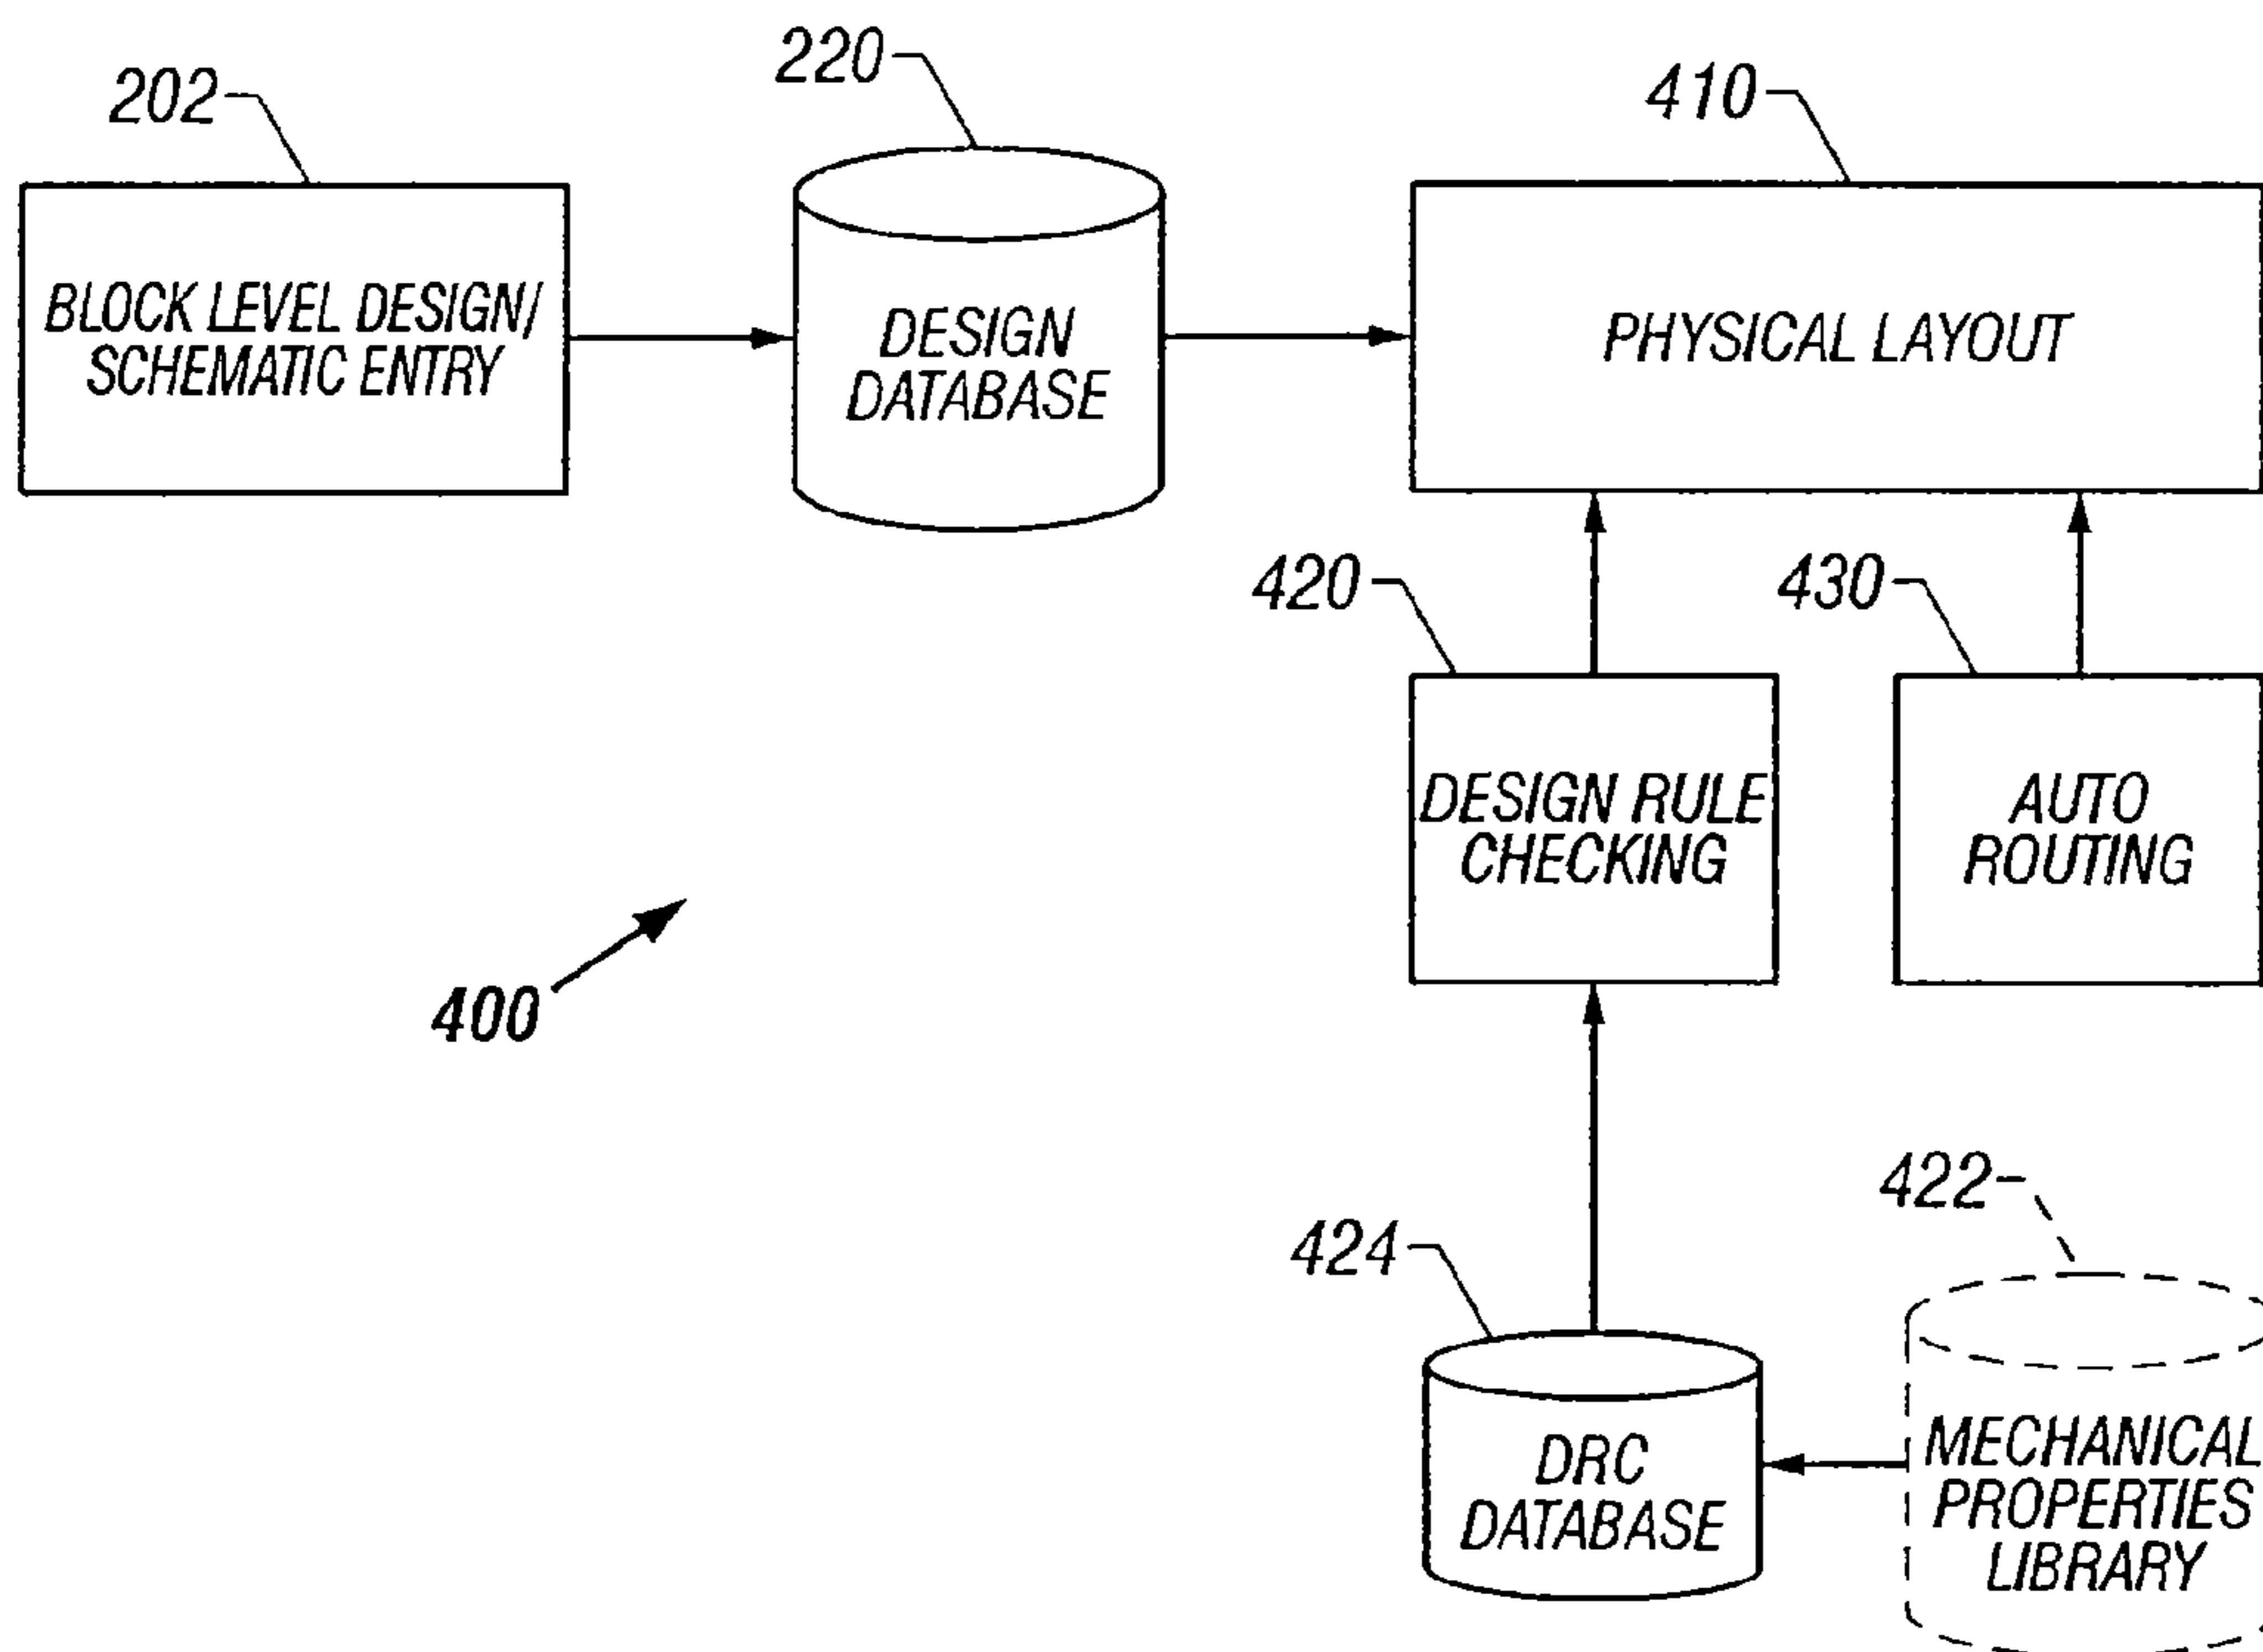 202
220
410
BLOCK LEVEL DESIGN/
SCHEMATIC ENTRY
DESIGN
DATABASE
PHYSICAL LAYOUT
420
430
DESIGN RULE
CHECKING
AUTO
ROUTING
400
422
424
DRC
DATABASE
MECHANICAL
PROPERTIES
LIBRARY